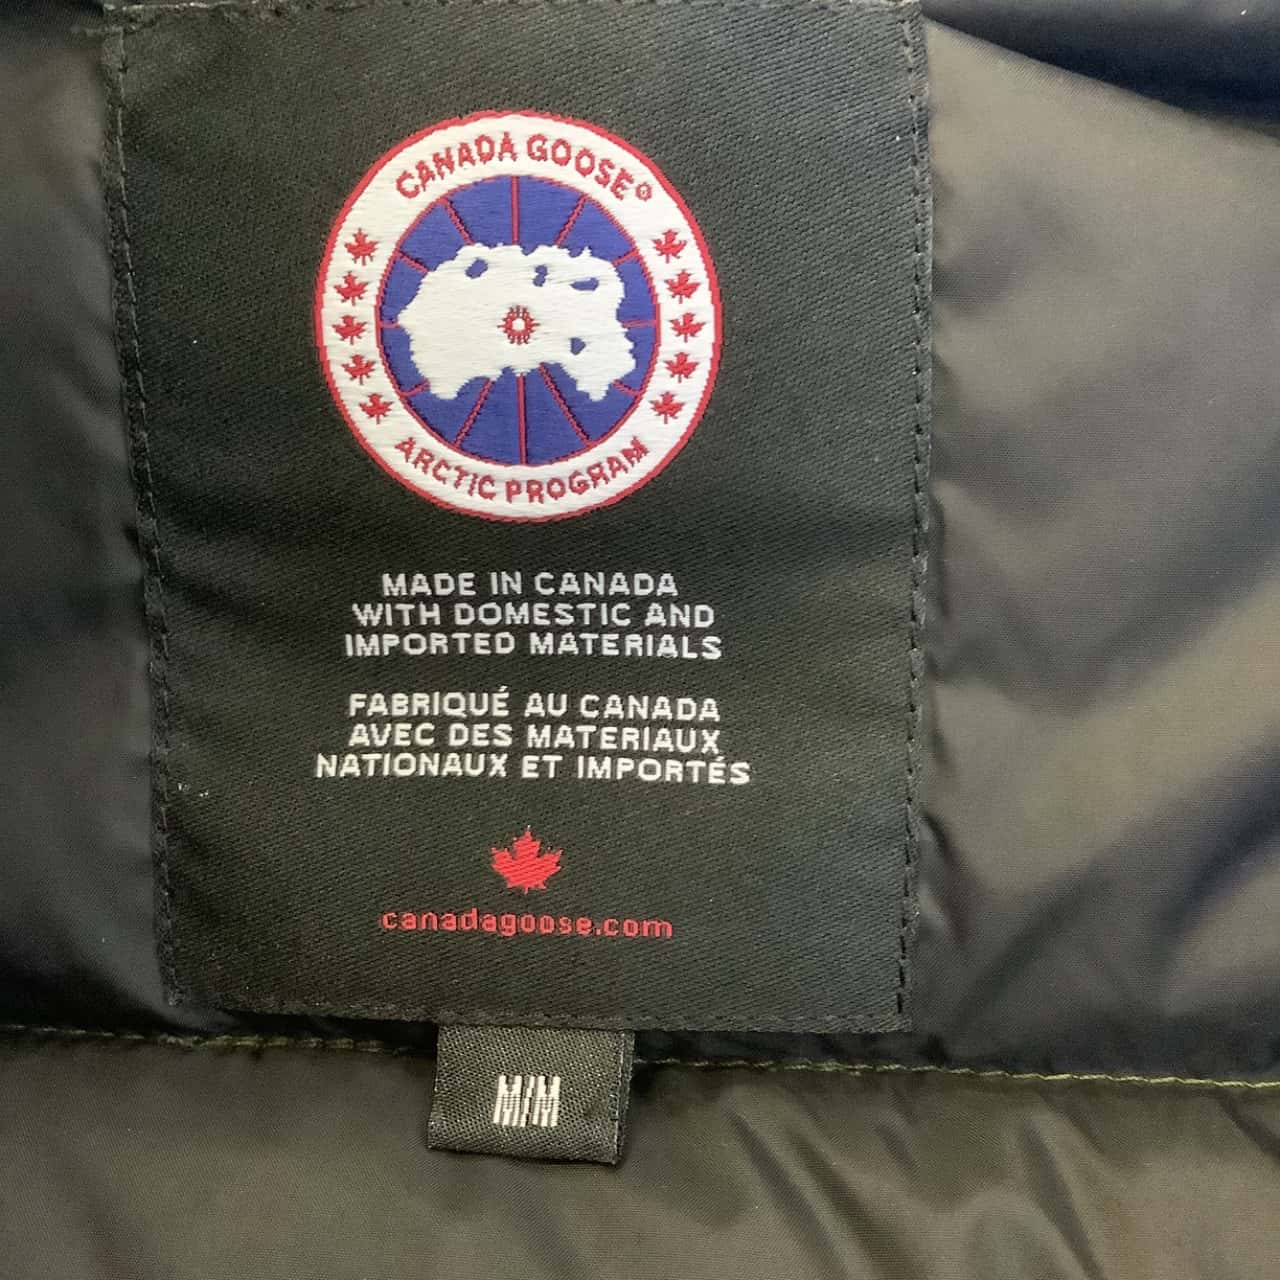 CANADA GOOSE®
ARCTIC PROGRAM
MADE IN CANADA
WITH DOMESTIC AND
IMPORTED MATERIALS
FABRIQUÉ AU CANADA
AVEC DES MATERIAUX
NATIONAUX ET IMPORTÉS
canadagoose.com
M/M